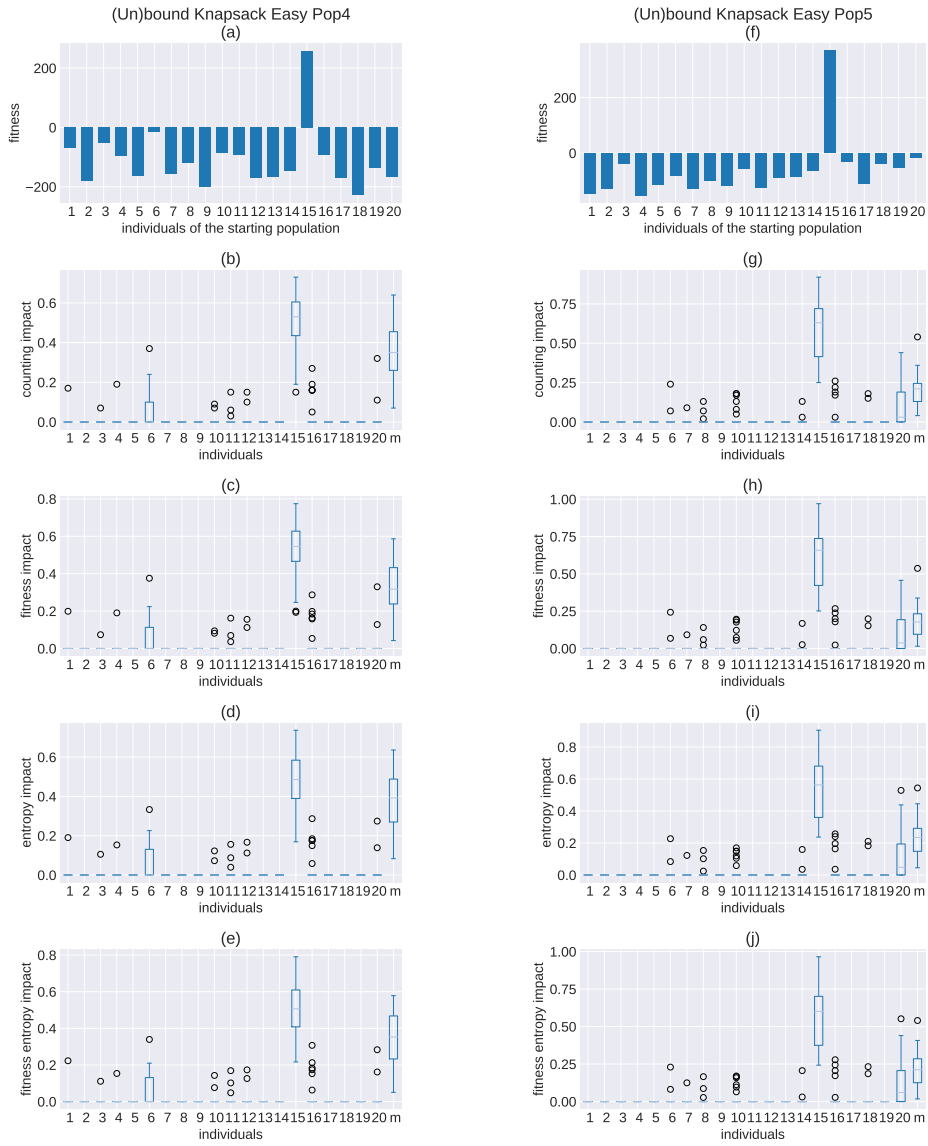 (Un)bound Knapsack Easy Pop4
(a)
200
0
−200
fitness
1 2 3 4 5 6 7 8 9 10 11 12 13 14 15 16 17 18 19 20
individuals of the starting population
(b)
0.6
0.4
0.2
0.0
counting impact
1 2 3 4 5 6 7 8 9 10 11 12 13 14 15 16 17 18 19 20 m
individuals
(c)
0.8
0.6
0.4
0.2
0.0
fitness impact
1 2 3 4 5 6 7 8 9 10 11 12 13 14 15 16 17 18 19 20 m
individuals
(d)
0.6
0.4
0.2
0.0
entropy impact
1 2 3 4 5 6 7 8 9 10 11 12 13 14 15 16 17 18 19 20 m
individuals
(e)
0.8
0.6
0.4
0.2
0.0
fitness entropy impact
1 2 3 4 5 6 7 8 9 10 11 12 13 14 15 16 17 18 19 20 m
individuals
(Un)bound Knapsack Easy Pop5
(f)
200
0
fitness
1 2 3 4 5 6 7 8 9 10 11 12 13 14 15 16 17 18 19 20
individuals of the starting population
(g)
0.75
0.50
0.25
0.00
counting impact
1 2 3 4 5 6 7 8 9 10 11 12 13 14 15 16 17 18 19 20 m
individuals
(h)
1.00
0.75
0.50
0.25
0.00
fitness impact
1 2 3 4 5 6 7 8 9 10 11 12 13 14 15 16 17 18 19 20 m
individuals
(i)
0.8
0.6
0.4
0.2
0.0
entropy impact
1 2 3 4 5 6 7 8 9 10 11 12 13 14 15 16 17 18 19 20 m
individuals
(j)
1.00
0.75
0.50
0.25
0.00
fitness entropy impact
1 2 3 4 5 6 7 8 9 10 11 12 13 14 15 16 17 18 19 20 m
individuals